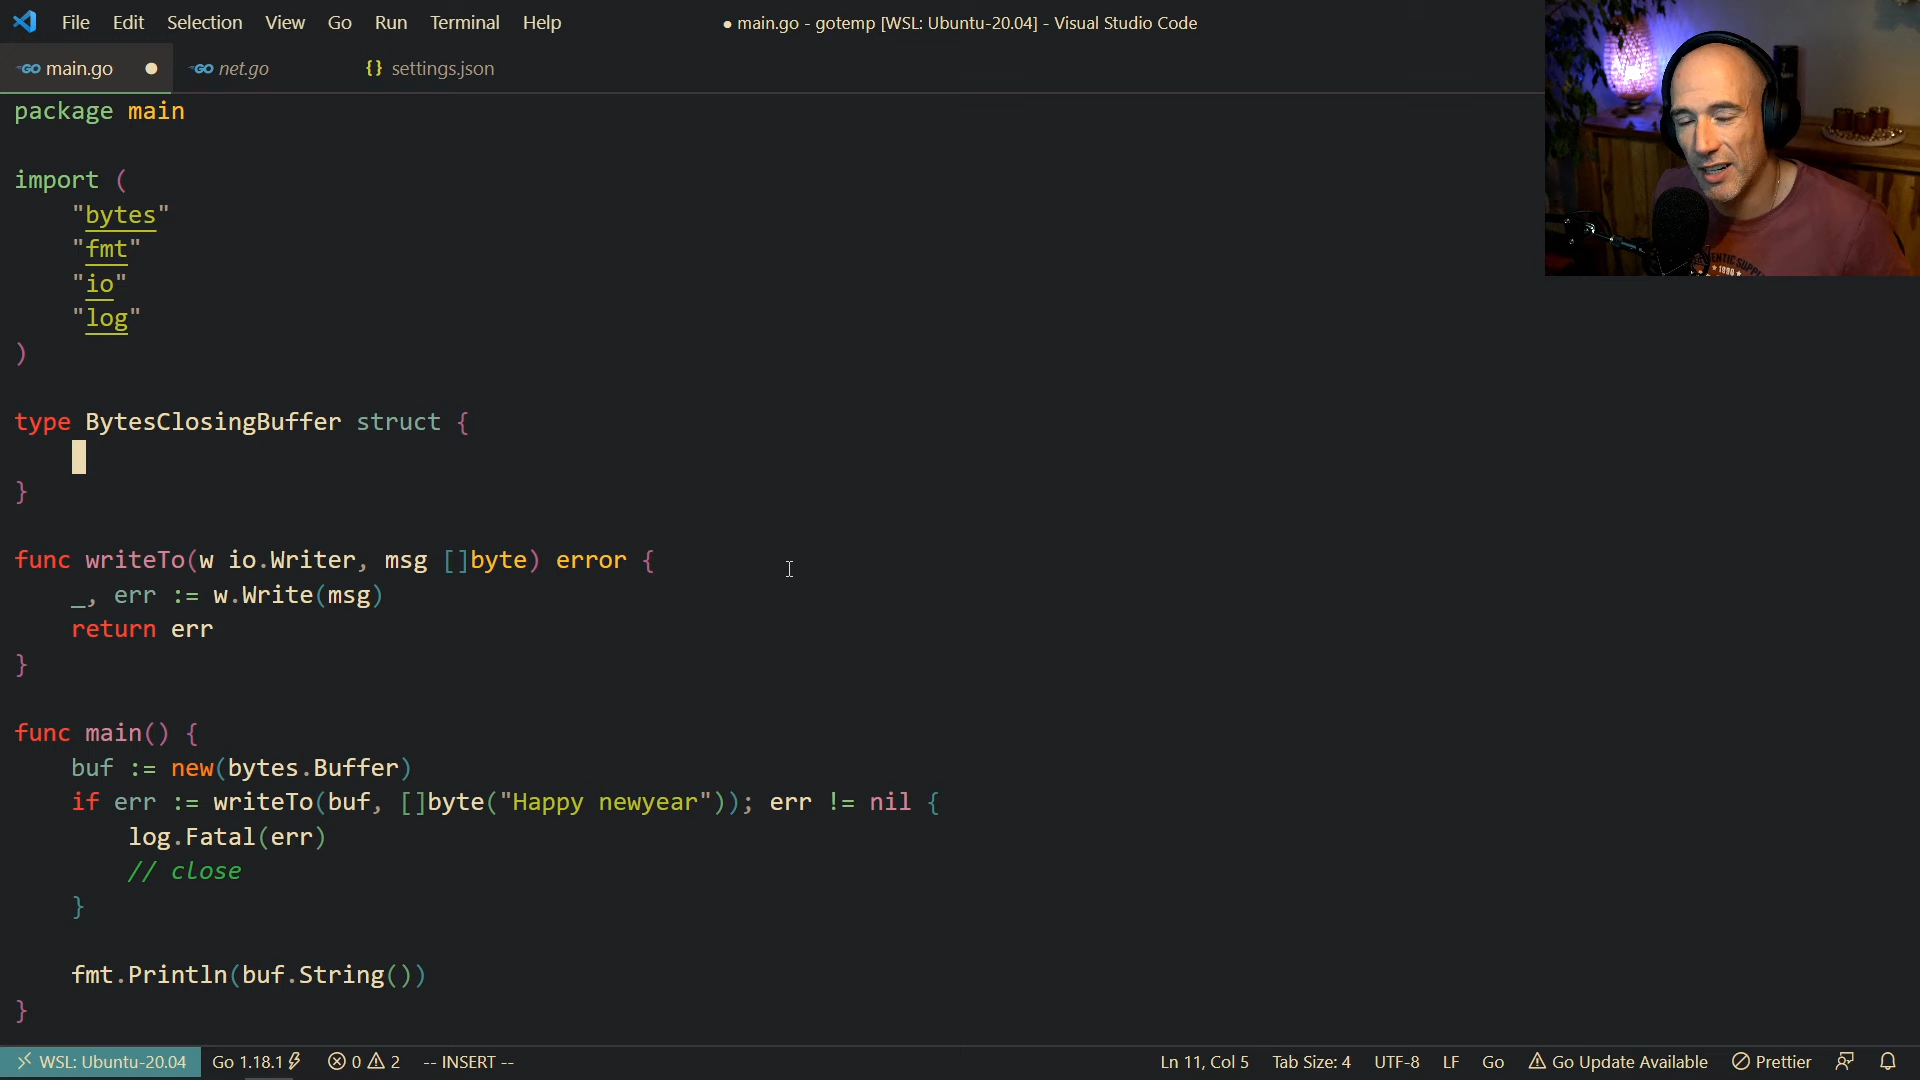 File Edit Selection View Go Run Terminal Help
● main.go - gotemp [WSL: Ubuntu-20.04] - Visual Studio Code
GO main.go ● GO net.go {} settings.json
package main
import (
"bytes"
"fmt"
"io"
"log"
)
type BytesClosingBuffer struct {
}
func writeTo(w io.Writer, msg []byte) error {
_, err := w.Write(msg)
return err
}
func main() {
buf := new(bytes.Buffer)
if err := writeTo(buf, []byte("Happy newyear")); err != nil {
log.Fatal(err)
// close
}
fmt.Println(buf.String())
}
WSL: Ubuntu-20.04 Go 1.18.1 0 2 -- INSERT -- Ln 11, Col 5 Tab Size: 4 UTF-8 LF Go Go Update Available Prettier